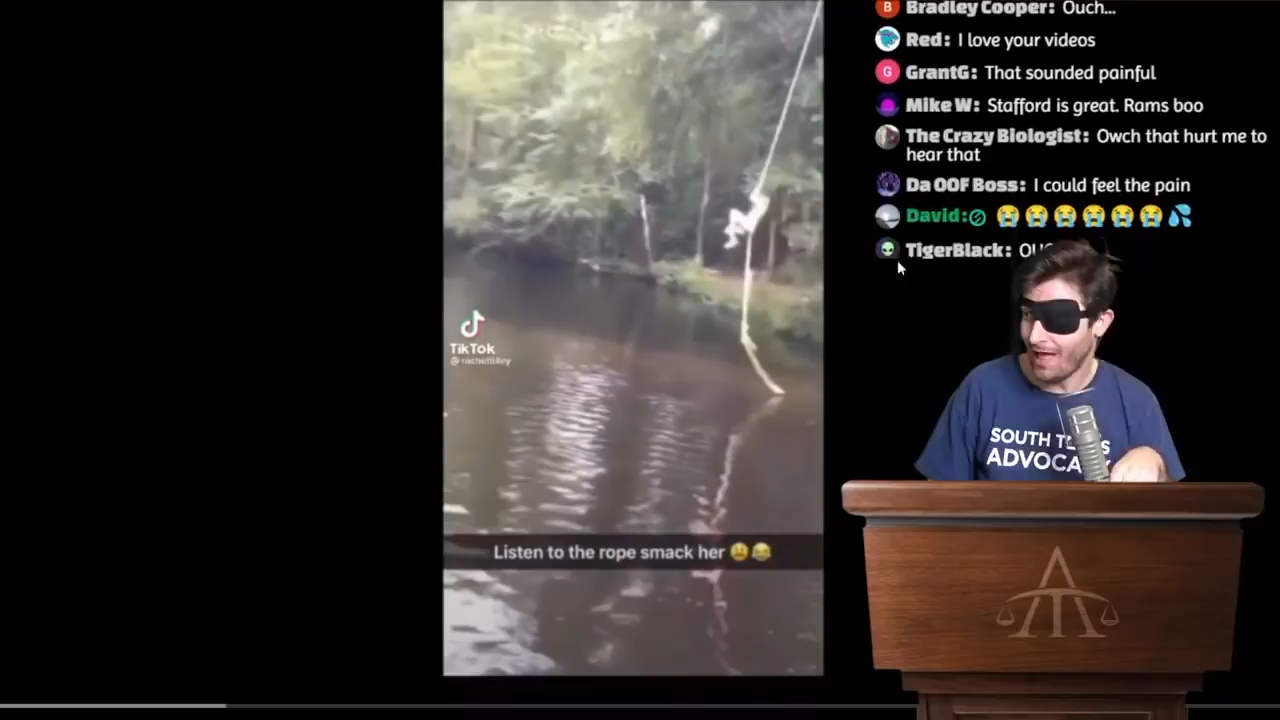 Bradley Cooper: Ouch...
Red: I love your videos
GrantG: That sounded painful
Mike W: Stafford is great. Rams boo
The Crazy Biologist: Owch that hurt me to
hear that
Da OOF Boss: I could feel the pain
David: 😭😭😭😭😭😭💦
TigerBlack:
TikTok
Listen to the rope smack her 😩😂
SOUTH